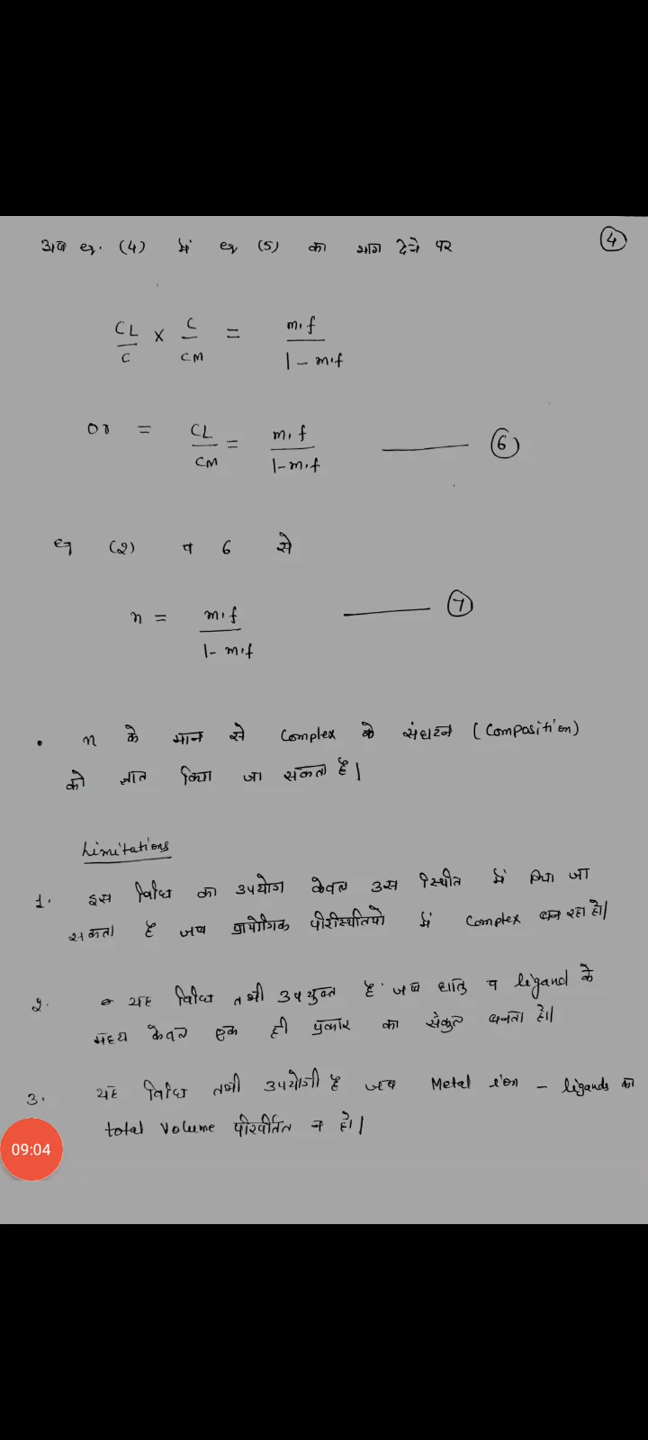 अब eq. (4) में eq (5) का भाग देने पर
4
CL/C × C/CM = m.f/1 - m.f
or = CL/CM = m.f/1-m.f ——— 6
eq (2) व 6 से
n = m.f/1- m.f ——— 7
• n के मान से Complex के संघटन (Composition)
को ज्ञात किया जा सकता है|
Limitations
1. इस विधि का उपयोग केवल उस स्थिति में किया जा
सकता है जब प्रायोगिक परिस्थितियो में Complex बन रहा हो|
2. यह विधि तभी उपयुक्त है जब धातु व ligand के
मध्य केवल एक ही प्रकार का संकुल बनता हो|
3. यह विधि तभी उपयोगी है जब Metal ion - ligands का
total volume परिवर्तित न हो|
09:04